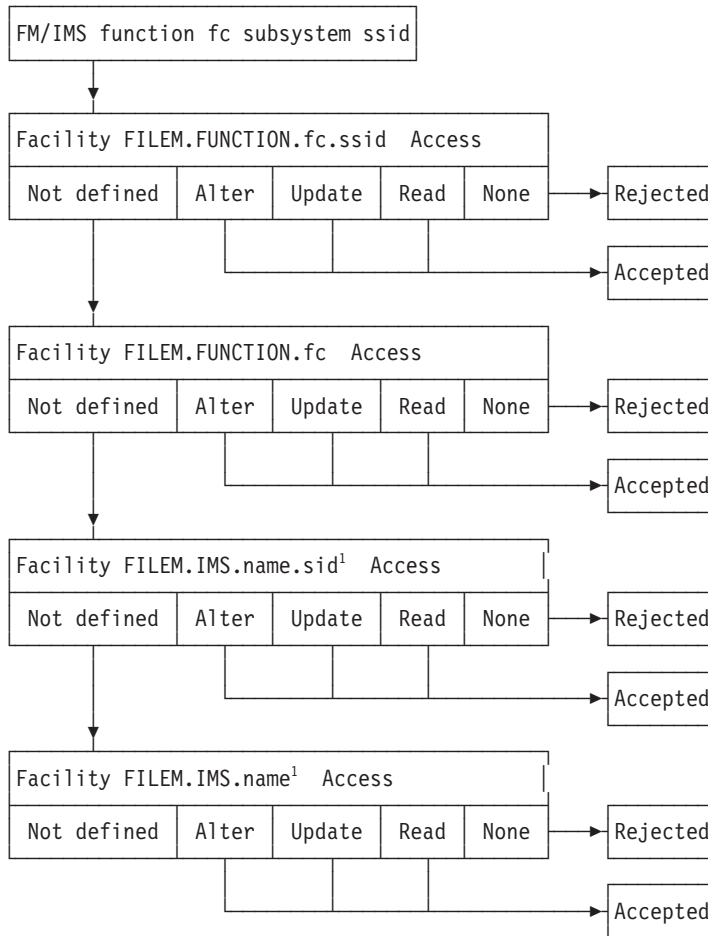 FM/IMS function fc subsystem ssid
Facility FILEM.FUNCTION.fc.ssid Access
Not defined Alter Update Read None Rejected
Accepted
Facility FILEM.FUNCTION.fc Access
Not defined Alter Update Read None Rejected
Accepted
Facility FILEM.IMS.name.sid¹ Access
Not defined Alter Update Read None Rejected
Accepted
Facility FILEM.IMS.name¹ Access
Not defined Alter Update Read None Rejected
Accepted